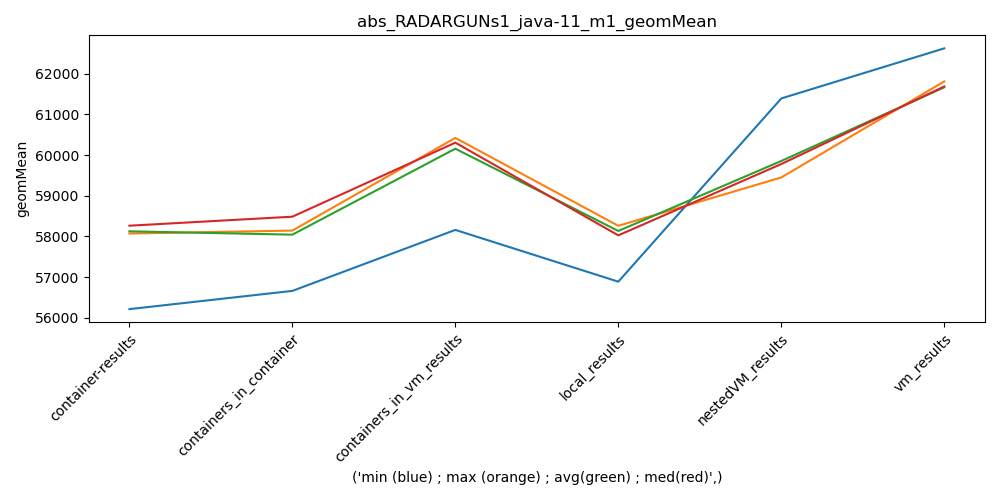 abs_RADARGUNs1_java-11_m1_geomMean
geomMean
62000
61000
60000
59000
58000
57000
56000
container-results
containers_in_container
containers_in_vm_results
local_results
nestedVM_results
vm_results
('min (blue) ; max (orange) ; avg(green) ; med(red)',)